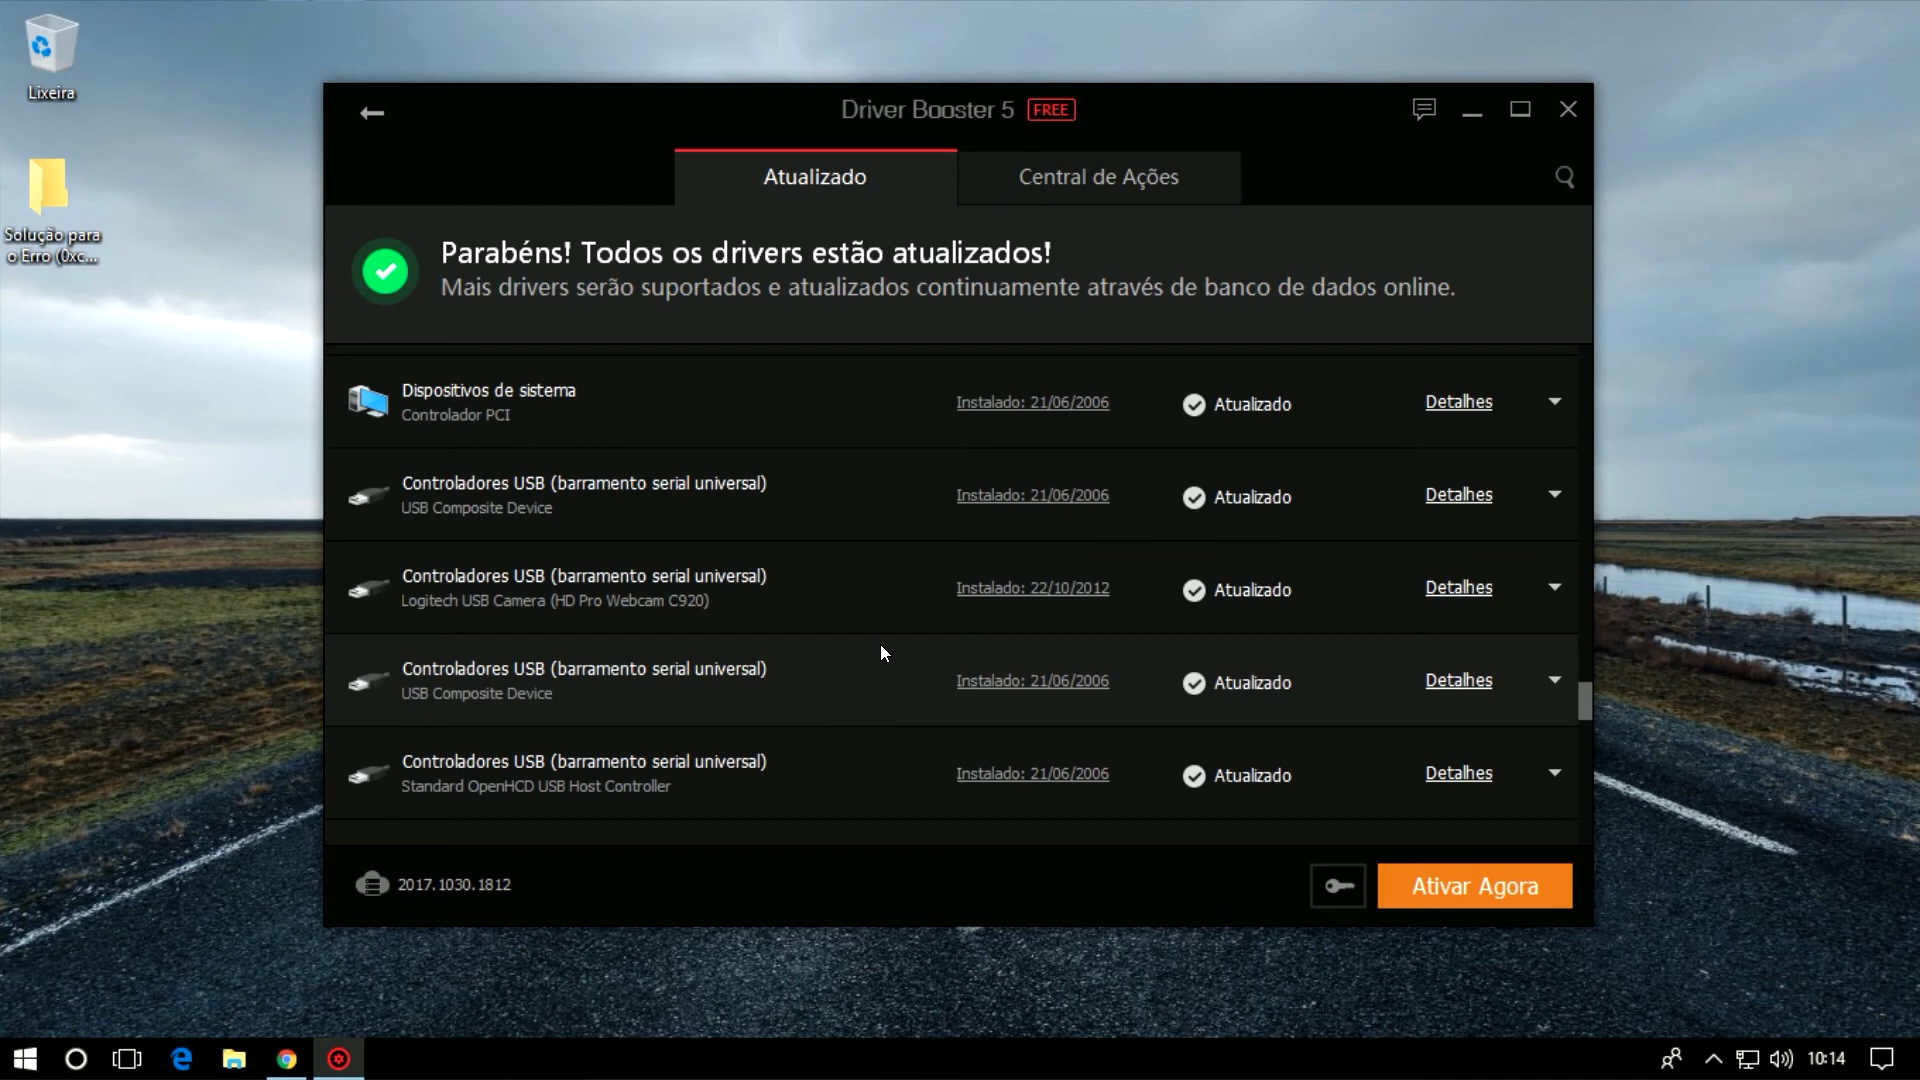 Lixeira
Solução para
o Erro (0xc...
Driver Booster 5 FREE
Atualizado
Central de Ações
Parabéns! Todos os drivers estão atualizados!
Mais drivers serão suportados e atualizados continuamente através de banco de dados online.
Dispositivos de sistema
Controlador PCI
Instalado: 21/06/2006
Atualizado
Detalhes
Controladores USB (barramento serial universal)
USB Composite Device
Instalado: 21/06/2006
Atualizado
Detalhes
Controladores USB (barramento serial universal)
Logitech USB Camera (HD Pro Webcam C920)
Instalado: 22/10/2012
Atualizado
Detalhes
Controladores USB (barramento serial universal)
USB Composite Device
Instalado: 21/06/2006
Atualizado
Detalhes
Controladores USB (barramento serial universal)
Standard OpenHCD USB Host Controller
Instalado: 21/06/2006
Atualizado
Detalhes
2017.1030.1812
Ativar Agora
10:14